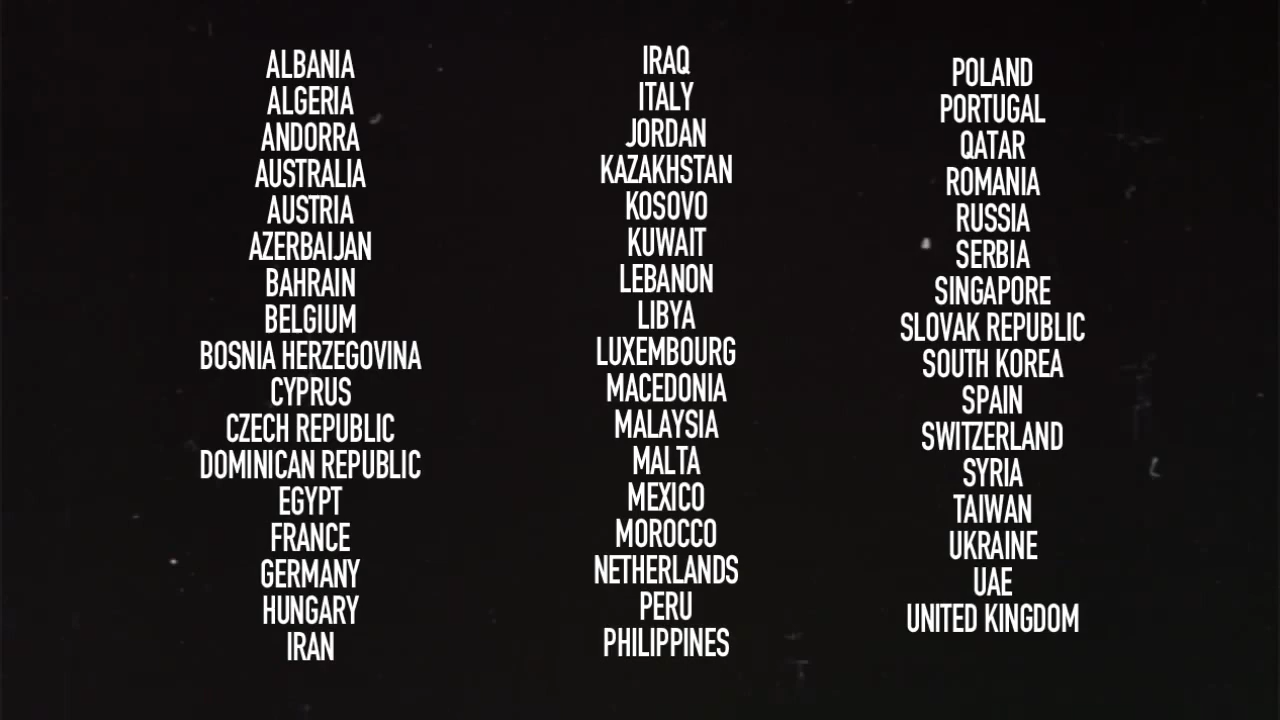 ALBANIA
ALGERIA
ANDORRA
AUSTRALIA
AUSTRIA
AZERBAIJAN
BAHRAIN
BELGIUM
BOSNIA HERZEGOVINA
CYPRUS
CZECH REPUBLIC
DOMINICAN REPUBLIC
EGYPT
FRANCE
GERMANY
HUNGARY
IRAN
IRAQ
ITALY
JORDAN
KAZAKHSTAN
KOSOVO
KUWAIT
LEBANON
LIBYA
LUXEMBOURG
MACEDONIA
MALAYSIA
MALTA
MEXICO
MOROCCO
NETHERLANDS
PERU
PHILIPPINES
POLAND
PORTUGAL
QATAR
ROMANIA
RUSSIA
SERBIA
SINGAPORE
SLOVAK REPUBLIC
SOUTH KOREA
SPAIN
SWITZERLAND
SYRIA
TAIWAN
UKRAINE
UAE
UNITED KINGDOM